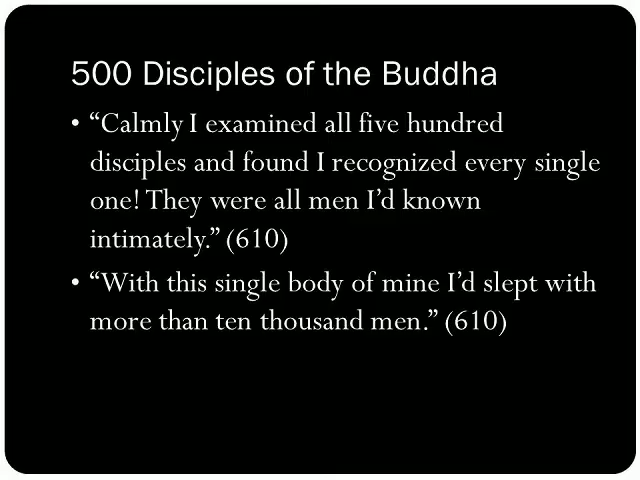 500 Disciples of the Buddha
• “Calmly I examined all five hundred
disciples and found I recognized every single
one! They were all men I’d known
intimately.” (610)
• “With this single body of mine I’d slept with
more than ten thousand men.” (610)